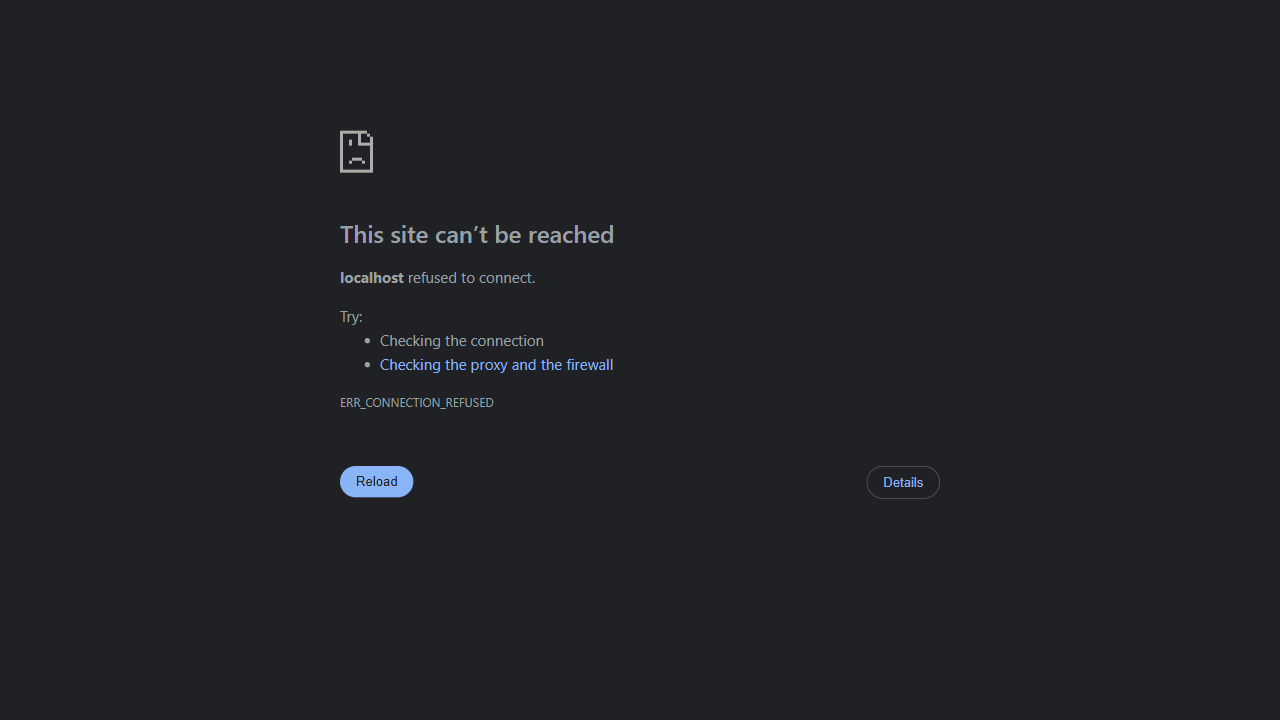 This site can’t be reached
localhost refused to connect.
Try:
• Checking the connection
• Checking the proxy and the firewall
ERR_CONNECTION_REFUSED
Reload
Details